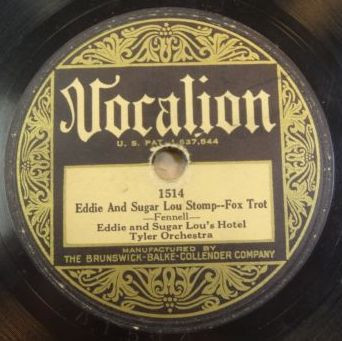 Vocalion
U. S. PAT. 1,637,544
1514
Eddie And Sugar Lou Stomp--Fox Trot
—Fennell—
Eddie and Sugar Lou's Hotel
Tyler Orchestra
MANUFACTURED BY
THE BRUNSWICK-BALKE-COLLENDER COMPANY